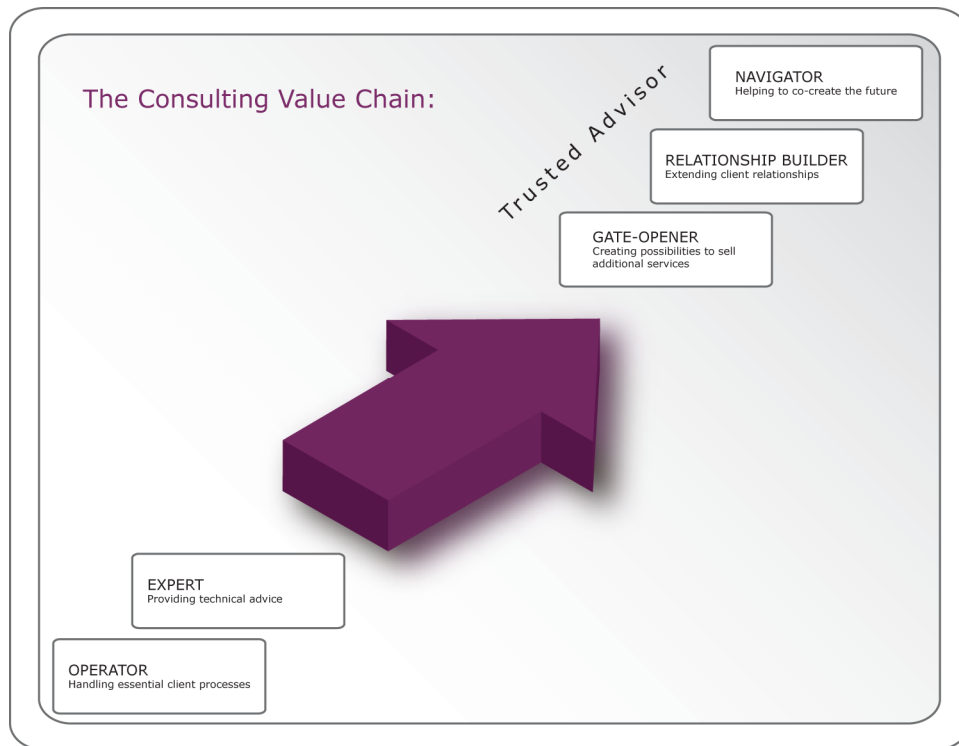 The Consulting Value Chain:
Trusted Advisor
NAVIGATOR
Helping to co-create the future
RELATIONSHIP BUILDER
Extending client relationships
GATE-OPENER
Creating possibilities to sell
additional services
EXPERT
Providing technical advice
OPERATOR
Handling essential client processes